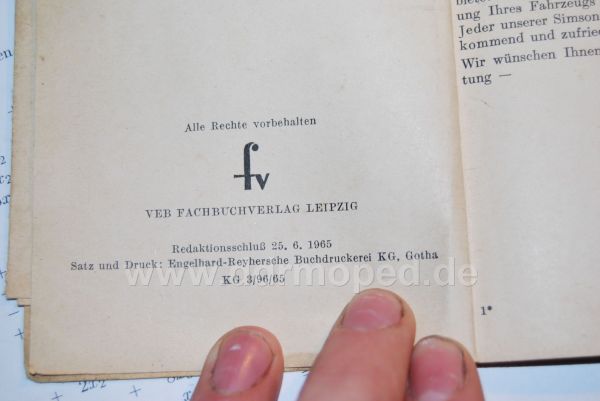 Alle Rechte vorbehalten
fv
VEB FACHBUCHVERLAG LEIPZIG
Redaktionsschluß 25. 6. 1965
Satz und Druck: Engelhard-Reyhersche Buchdruckerei KG, Gotha
KG 3/96/65
www.dormoped.de
ung Ihres Fahrzeugs
Jeder unserer Simson
kommend und zufrie
Wir wünschen Ihnen
tung —
1*